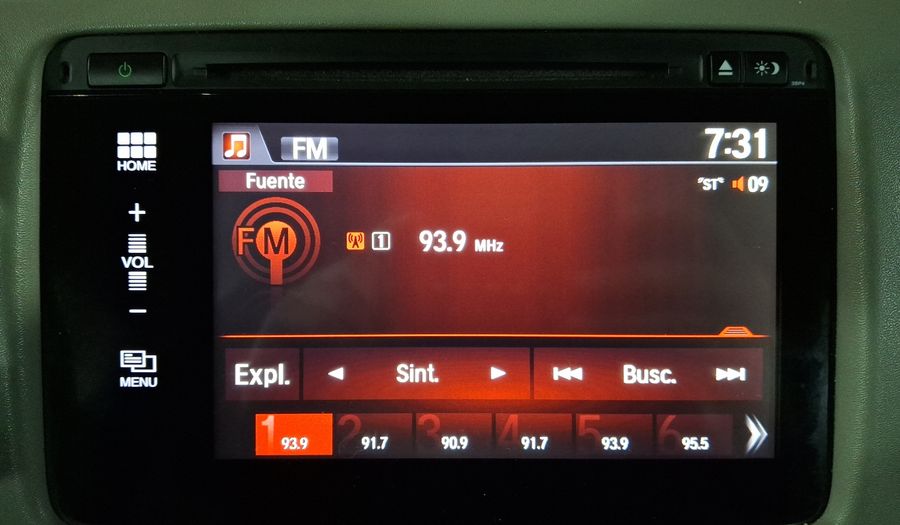 FM
7:31
HOME
Fuente
"ST"
09
+
FM
1
93.9 MHz
VOL
−
Expl.
Sint.
Busc.
MENU
1 93.9
2 91.7
3 90.9
4 91.7
5 93.9
6 95.5